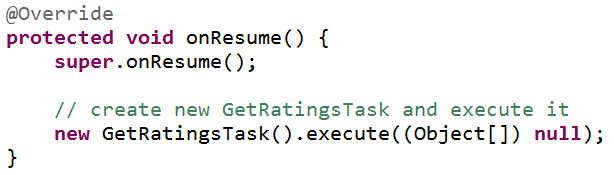 @Override
protected void onResume() {
    super.onResume();

    // create new GetRatingsTask and execute it
    new GetRatingsTask().execute((Object[]) null);
}